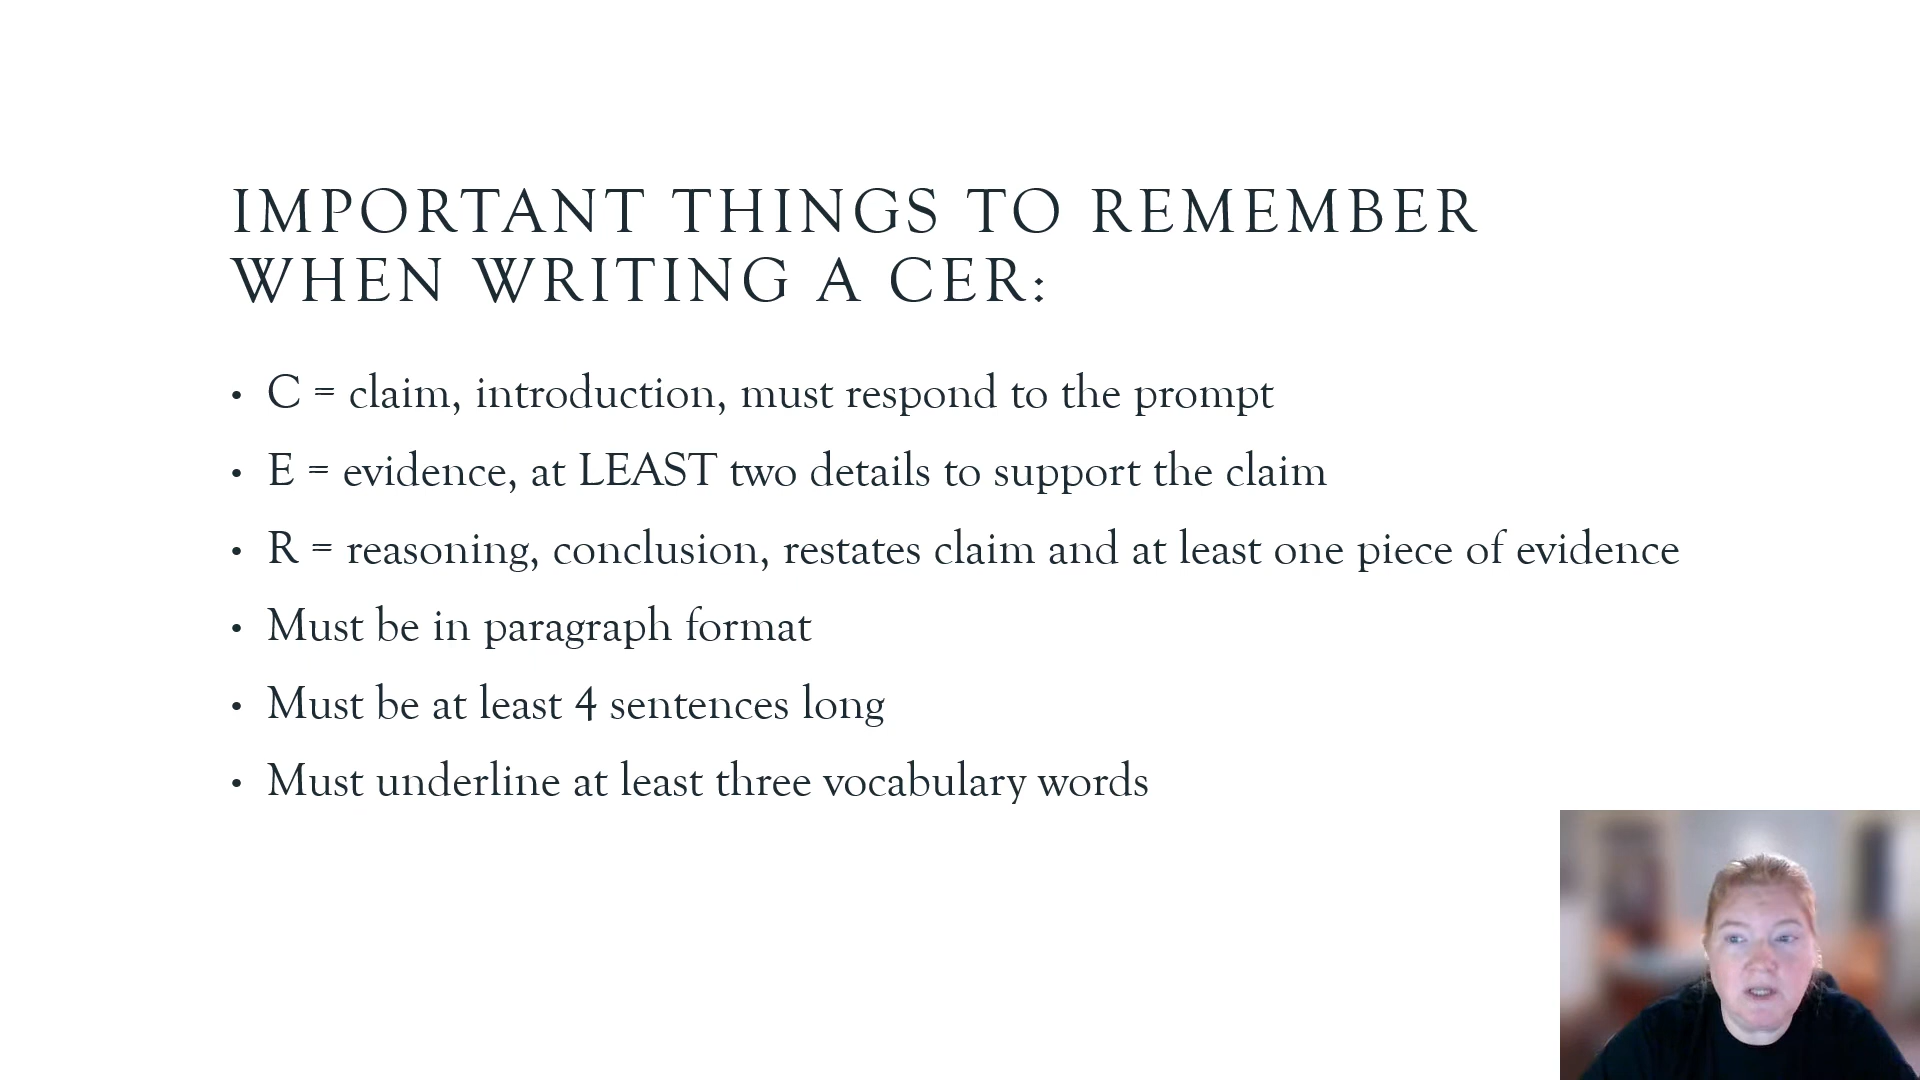 IMPORTANT THINGS TO REMEMBER
WHEN WRITING A CER:
• C = claim, introduction, must respond to the prompt
• E = evidence, at LEAST two details to support the claim
• R = reasoning, conclusion, restates claim and at least one piece of evidence
• Must be in paragraph format
• Must be at least 4 sentences long
• Must underline at least three vocabulary words